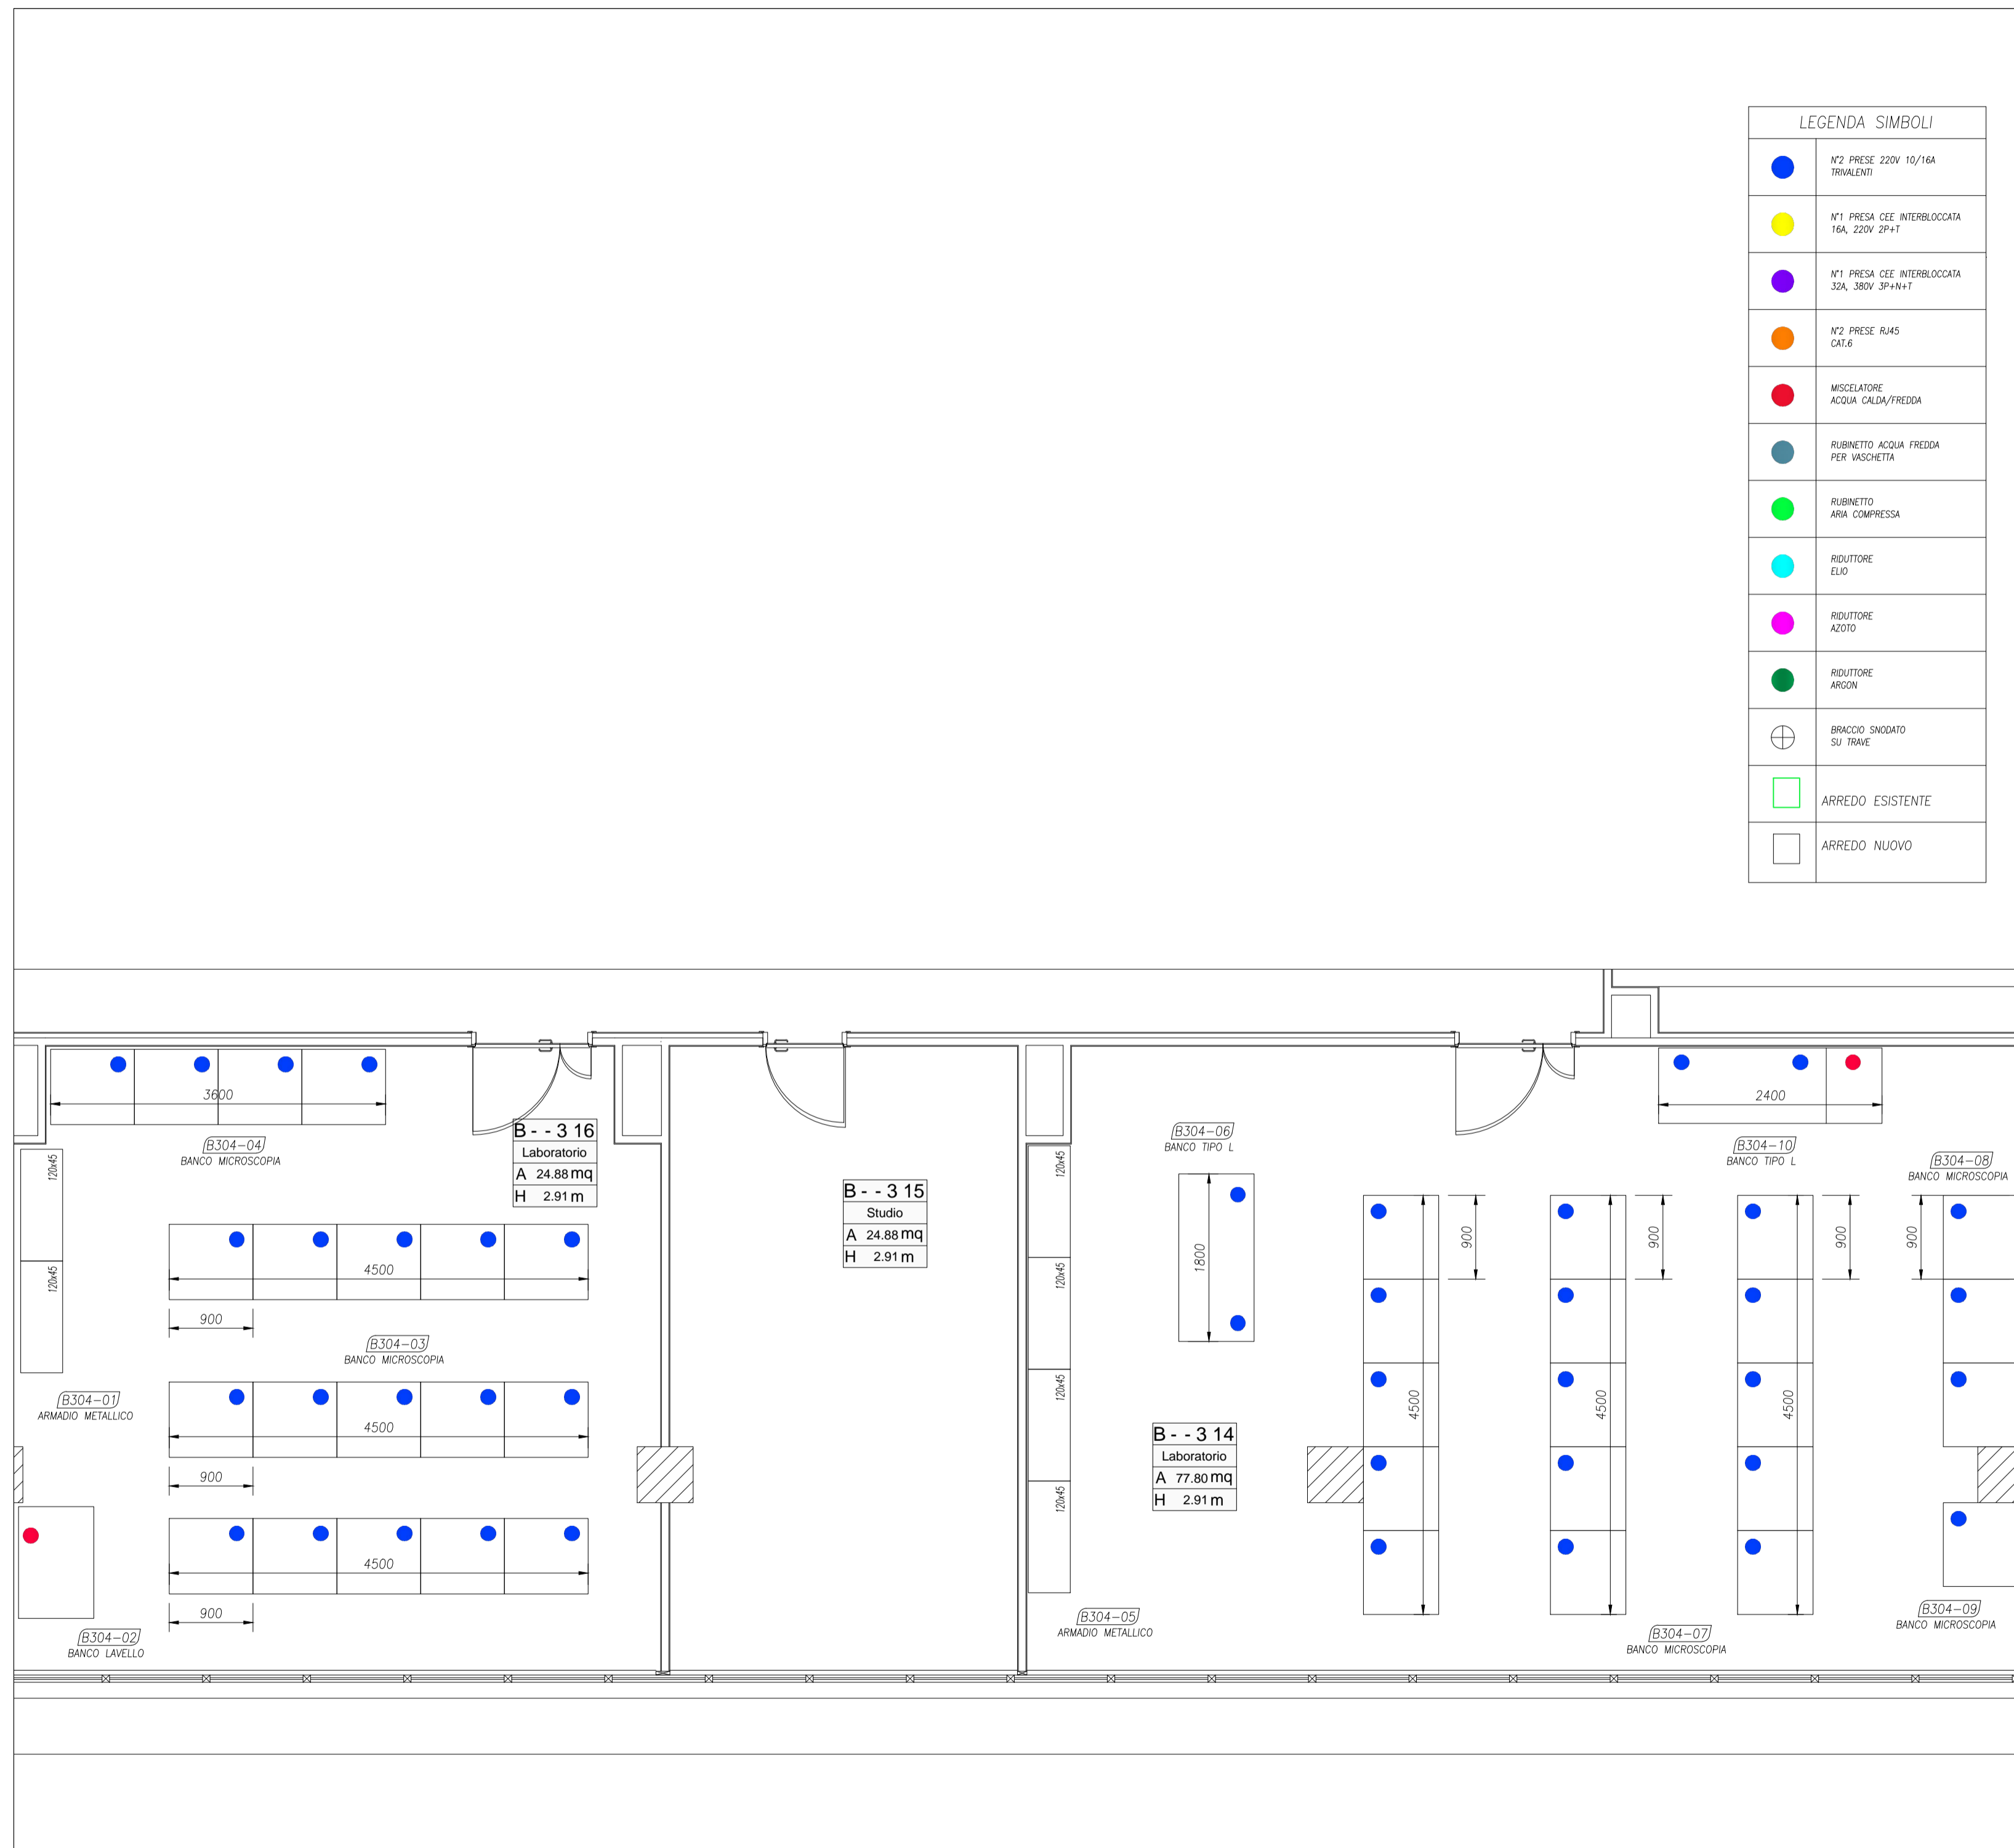 LEGENDA SIMBOLI
N°2 PRESE 220V 10/16A
TRIVALENTI
N°1 PRESA CEE INTERBLOCCATA
16A, 220V 2P+T
N°1 PRESA CEE INTERBLOCCATA
32A, 380V 3P+N+T
N°2 PRESE RJ45
CAT.6
MISCELATORE
ACQUA CALDA/FREDDA
RUBINETTO ACQUA FREDDA
PER VASCHETTA
RUBINETTO
ARIA COMPRESSA
RIDUTTORE
ELIO
RIDUTTORE
AZOTO
RIDUTTORE
ARGON
BRACCIO SNODATO
SU TRAVE
ARREDO ESISTENTE
ARREDO NUOVO
3600
B304-04
BANCO MICROSCOPIA
120x45
120x45
B304-01
ARMADIO METALLICO
B304-02
BANCO LAVELLO
4500
900
B304-03
BANCO MICROSCOPIA
4500
900
4500
900
B - - 3 16
Laboratorio
A 24.88 mq
H 2.91 m
B - - 3 15
Studio
A 24.88 mq
H 2.91 m
120x45
120x45
120x45
120x45
B304-05
ARMADIO METALLICO
B304-06
BANCO TIPO L
1800
B - - 3 14
Laboratorio
A 77.80 mq
H 2.91 m
2400
B304-10
BANCO TIPO L
B304-08
BANCO MICROSCOPIA
900
900
900
900
4500
4500
4500
B304-07
BANCO MICROSCOPIA
B304-09
BANCO MICROSCOPIA